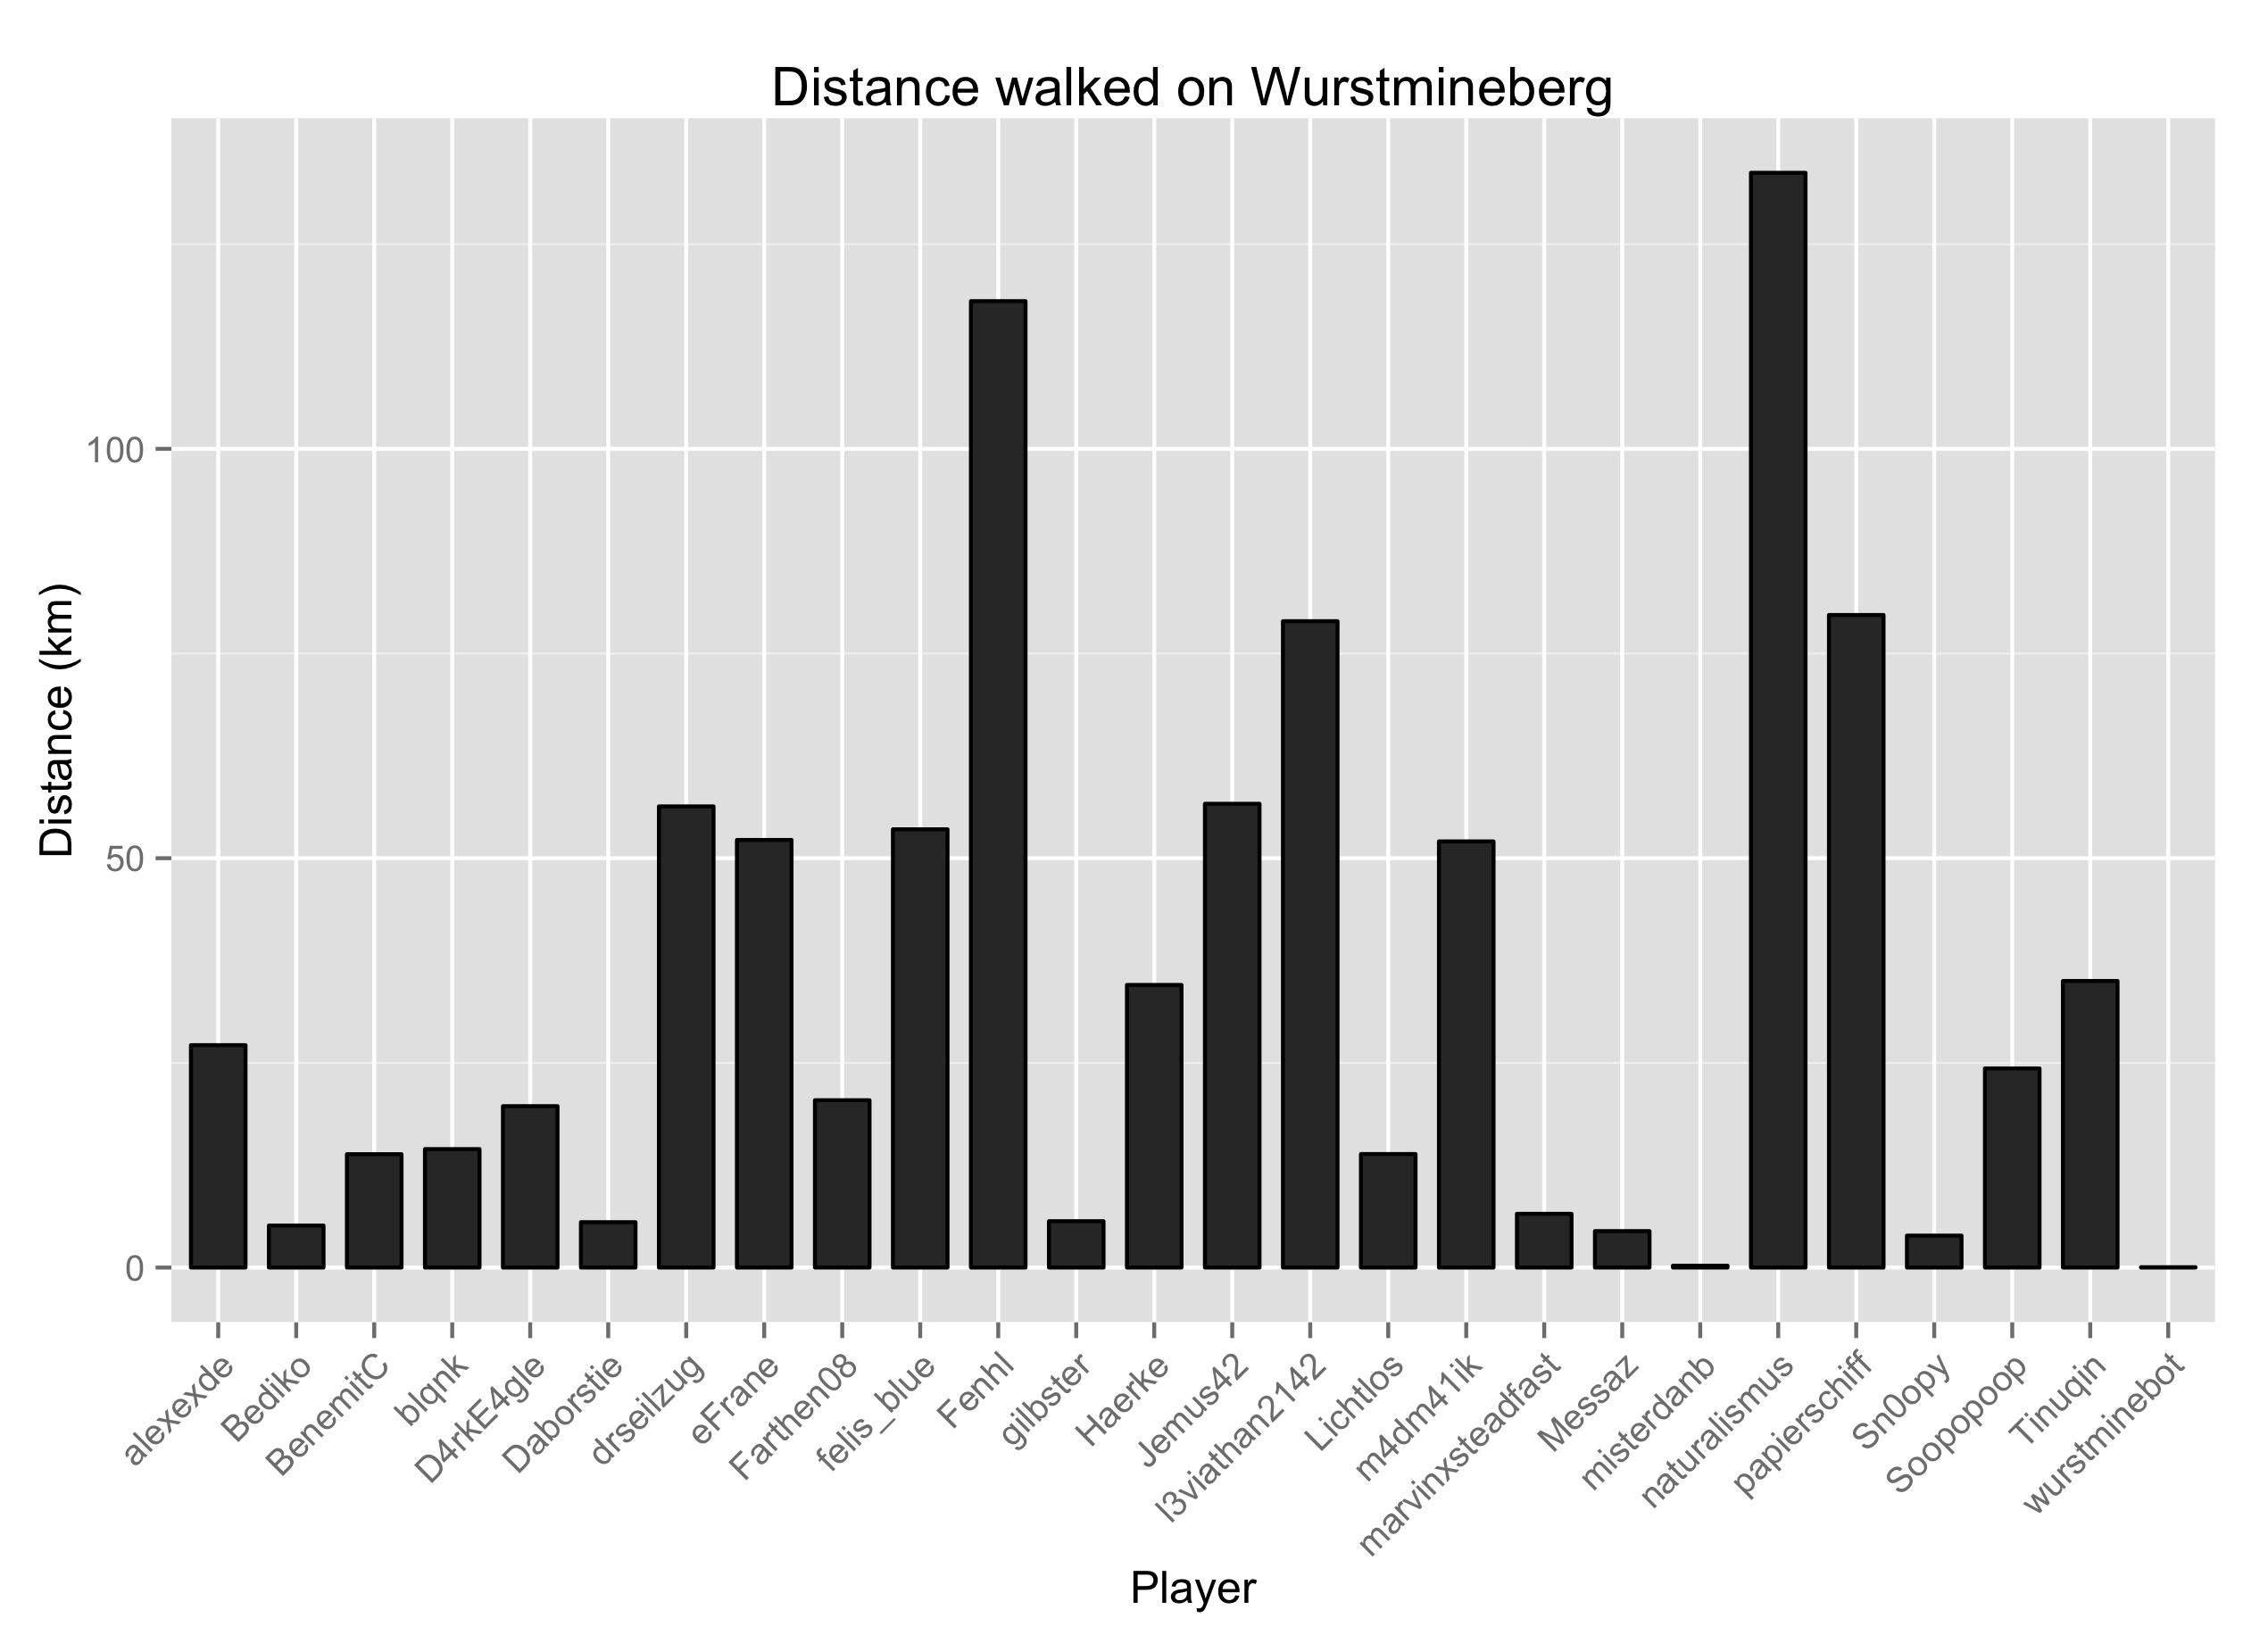 Distance walked on Wurstmineberg
Distance (km)
100
50
0
alexexde
Bediko
BenemitC
blqnk
D4rkE4gle
Daborstie
drseilzug
eFrane
Farthen08
felis_blue
Fenhl
gilbster
Haerke
Jemus42
l3viathan2142
Lichtlos
m4dm41ik
marvinxsteadfast
Messaz
misterdanb
naturalismus
papierschiff
Sn0opy
Soopopoop
Tinuqin
wurstminebot
Player